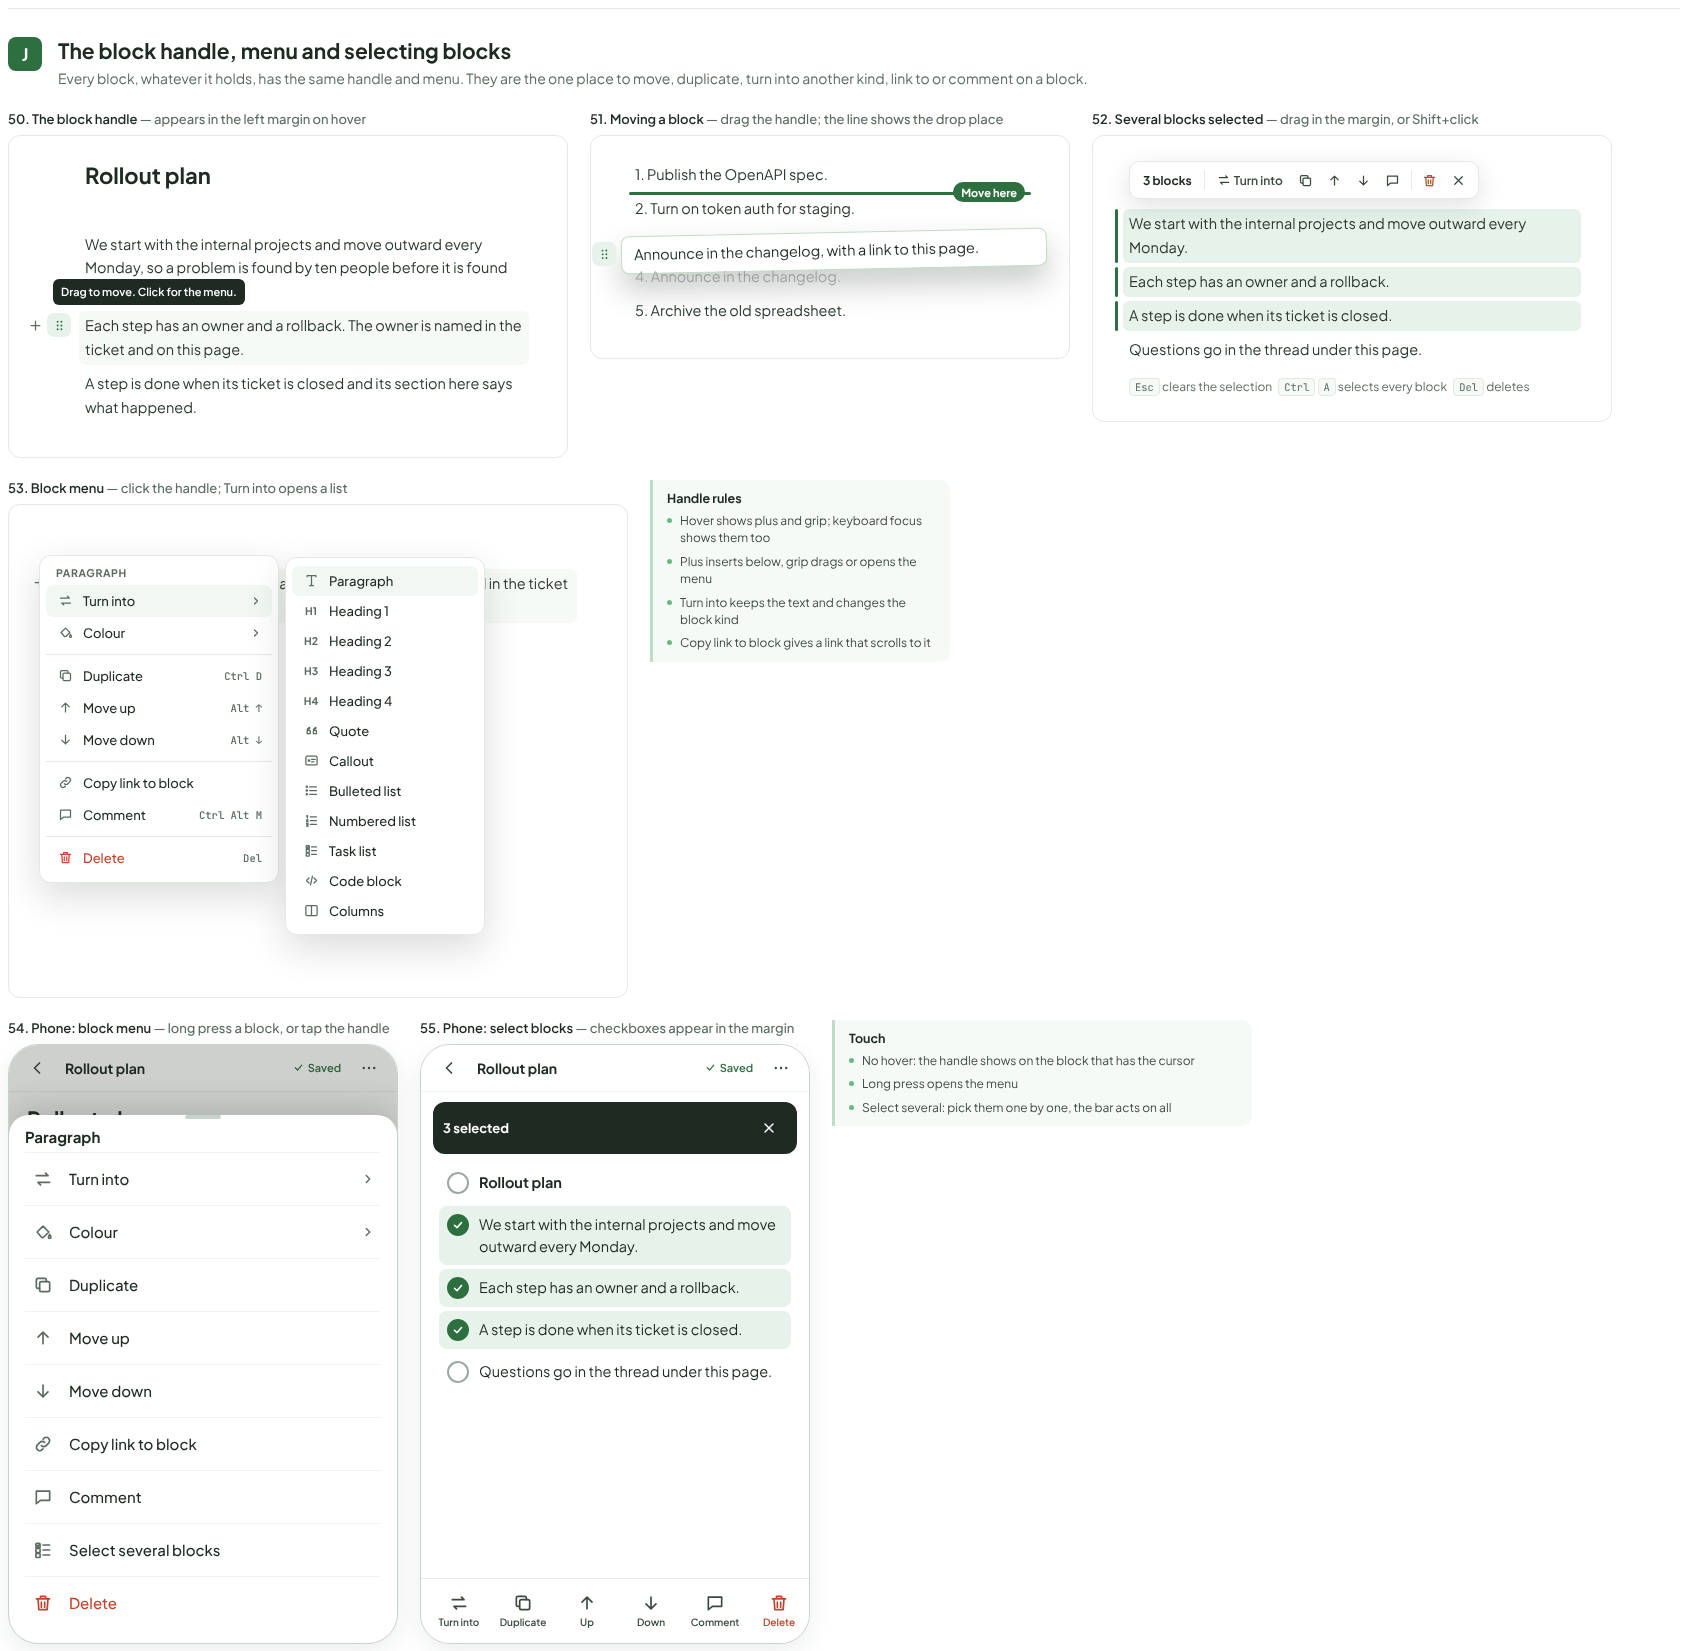 J
The block handle, menu and selecting blocks
Every block, whatever it holds, has the same handle and menu. They are the one place to move, duplicate, turn into another kind, link to or comment on a block.
50. The block handle — appears in the left margin on hover
Rollout plan
We start with the internal projects and move outward every
Monday, so a problem is found by ten people before it is found
Drag to move. Click for the menu.
Each step has an owner and a rollback. The owner is named in the
ticket and on this page.
A step is done when its ticket is closed and its section here says
what happened.
51. Moving a block — drag the handle; the line shows the drop place
1. Publish the OpenAPI spec.
Move here
2. Turn on token auth for staging.
Announce in the changelog, with a link to this page.
4. Announce in the changelog.
5. Archive the old spreadsheet.
52. Several blocks selected — drag in the margin, or Shift+click
3 blocks Turn into
We start with the internal projects and move outward every
Monday.
Each step has an owner and a rollback.
A step is done when its ticket is closed.
Questions go in the thread under this page.
Esc clears the selection Ctrl A selects every block Del deletes
53. Block menu — click the handle; Turn into opens a list
in the ticket
PARAGRAPH
Turn into
Colour
Duplicate Ctrl D
Move up Alt ↑
Move down Alt ↓
Copy link to block
Comment Ctrl Alt M
Delete Del
Paragraph
H1 Heading 1
H2 Heading 2
H3 Heading 3
H4 Heading 4
Quote
Callout
Bulleted list
Numbered list
Task list
Code block
Columns
Handle rules
Hover shows plus and grip; keyboard focus
shows them too
Plus inserts below, grip drags or opens the
menu
Turn into keeps the text and changes the
block kind
Copy link to block gives a link that scrolls to it
54. Phone: block menu — long press a block, or tap the handle
Rollout plan Saved
Paragraph
Turn into
Colour
Duplicate
Move up
Move down
Copy link to block
Comment
Select several blocks
Delete
55. Phone: select blocks — checkboxes appear in the margin
Rollout plan Saved
3 selected
Rollout plan
We start with the internal projects and move
outward every Monday.
Each step has an owner and a rollback.
A step is done when its ticket is closed.
Questions go in the thread under this page.
Turn into Duplicate Up Down Comment Delete
Touch
No hover: the handle shows on the block that has the cursor
Long press opens the menu
Select several: pick them one by one, the bar acts on all